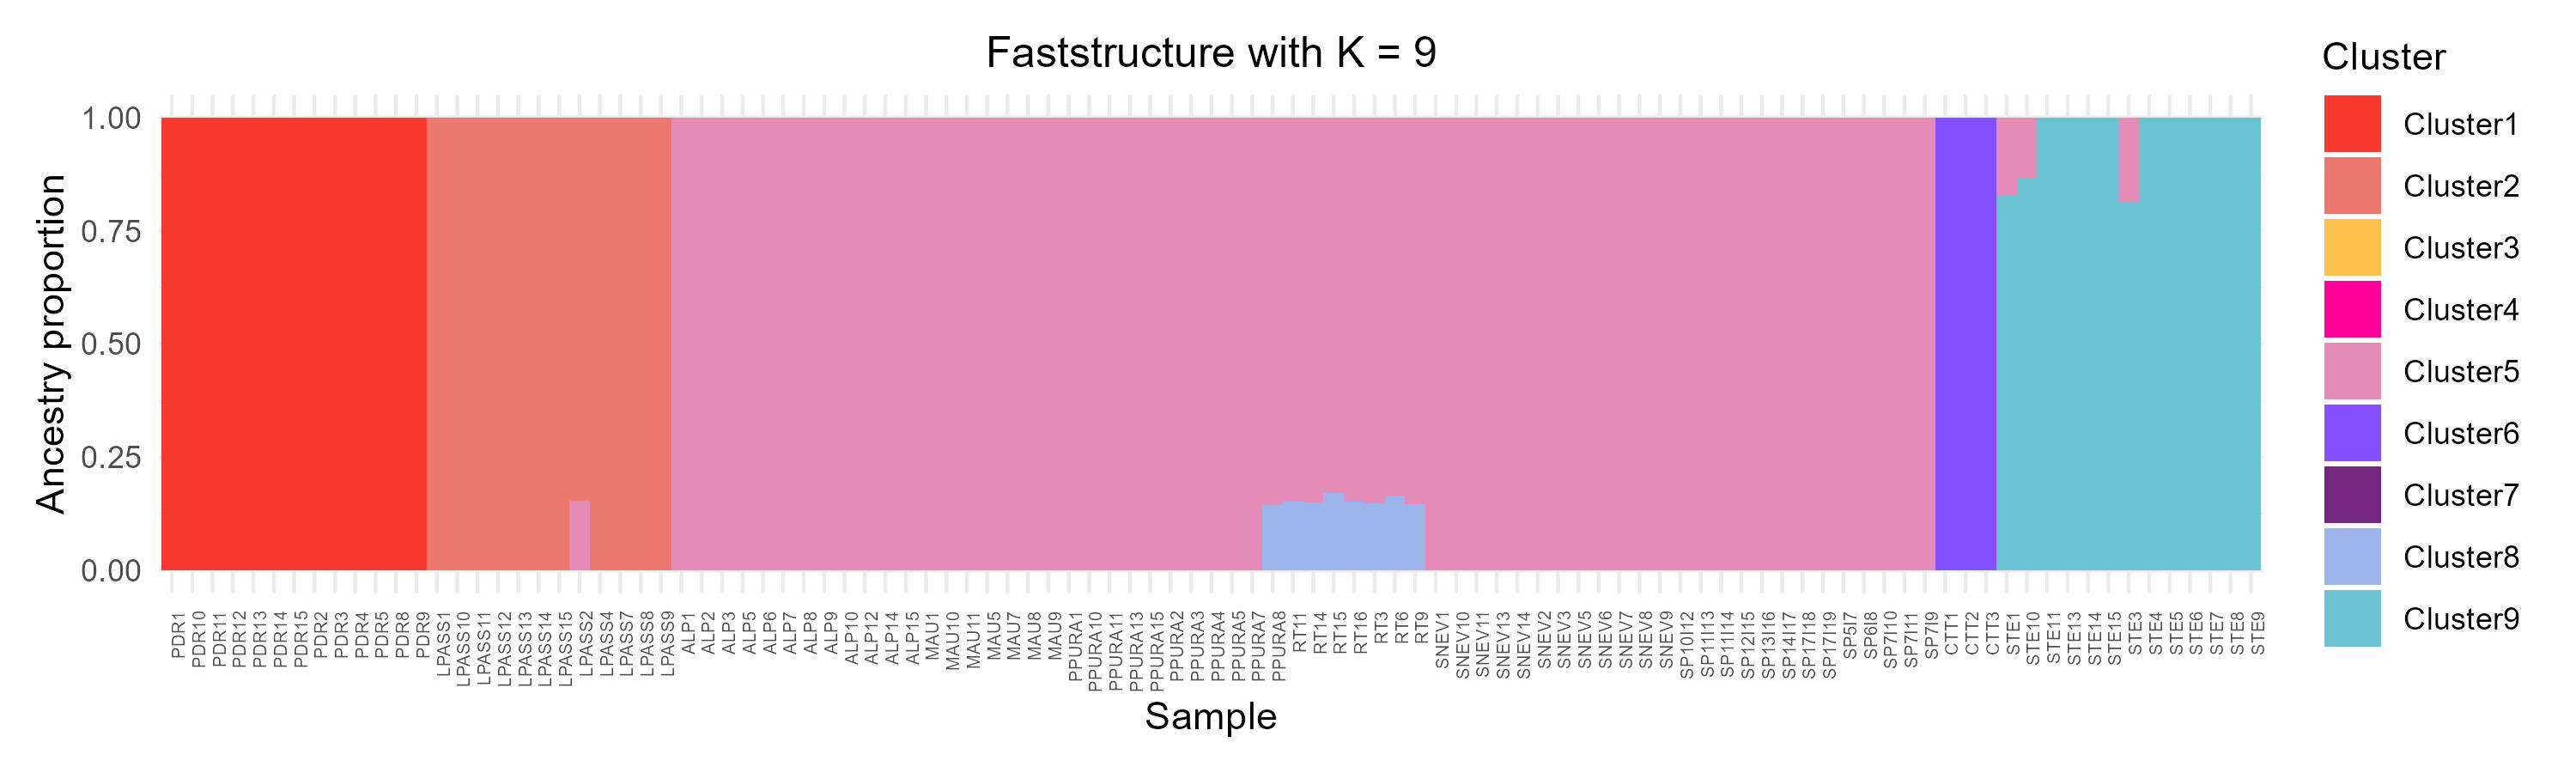 Faststructure with K = 9
Cluster
Cluster1
Cluster2
Cluster3
Cluster4
Cluster5
Cluster6
Cluster7
Cluster8
Cluster9
Ancestry proportion
1.00
0.75
0.50
0.25
0.00
PDR1
PDR10
PDR11
PDR12
PDR13
PDR14
PDR15
PDR2
PDR3
PDR4
PDR5
PDR8
PDR9
LPASS1
LPASS10
LPASS11
LPASS12
LPASS13
LPASS14
LPASS15
LPASS2
LPASS4
LPASS7
LPASS8
LPASS9
ALP1
ALP2
ALP3
ALP5
ALP6
ALP7
ALP8
ALP9
ALP10
ALP12
ALP14
ALP15
MAU1
MAU10
MAU11
MAU5
MAU7
MAU8
MAU9
PPURA1
PPURA10
PPURA11
PPURA13
PPURA15
PPURA2
PPURA3
PPURA4
PPURA5
PPURA7
PPURA8
RT11
RT14
RT15
RT16
RT3
RT6
RT9
SNEV1
SNEV10
SNEV11
SNEV13
SNEV14
SNEV2
SNEV3
SNEV5
SNEV6
SNEV7
SNEV8
SNEV9
SP10I12
SP11I13
SP11I14
SP12I15
SP13I16
SP14I17
SP17I18
SP17I19
SP5I7
SP6I8
SP7I10
SP7I11
SP7I9
CTT1
CTT2
CTT3
STE1
STE10
STE11
STE13
STE14
STE15
STE3
STE4
STE5
STE6
STE7
STE8
STE9
Sample